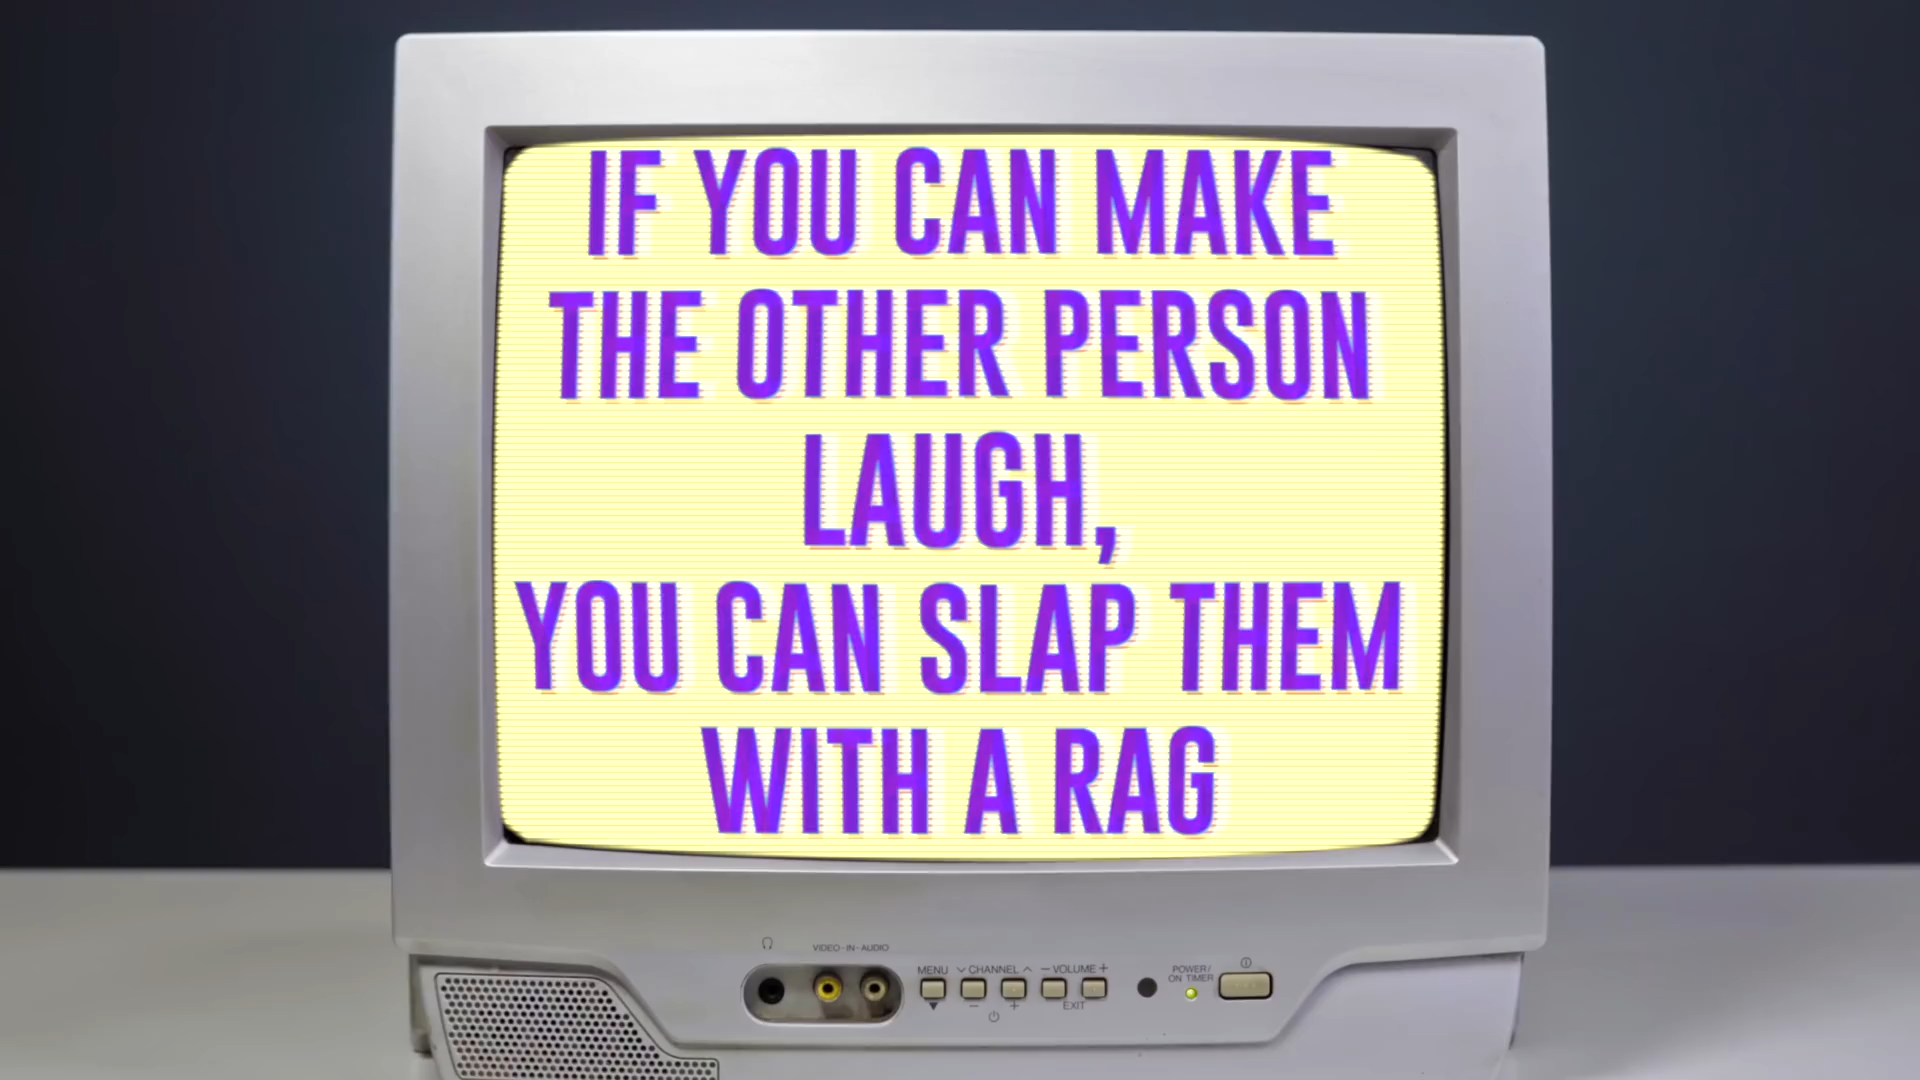 IF YOU CAN MAKE
THE OTHER PERSON
LAUGH,
YOU CAN SLAP THEM
WITH A RAG
VIDEO-IN-AUDIO
MENU
CHANNEL
- VOLUME +
POWER/
ON TIMER
- +
EXIT